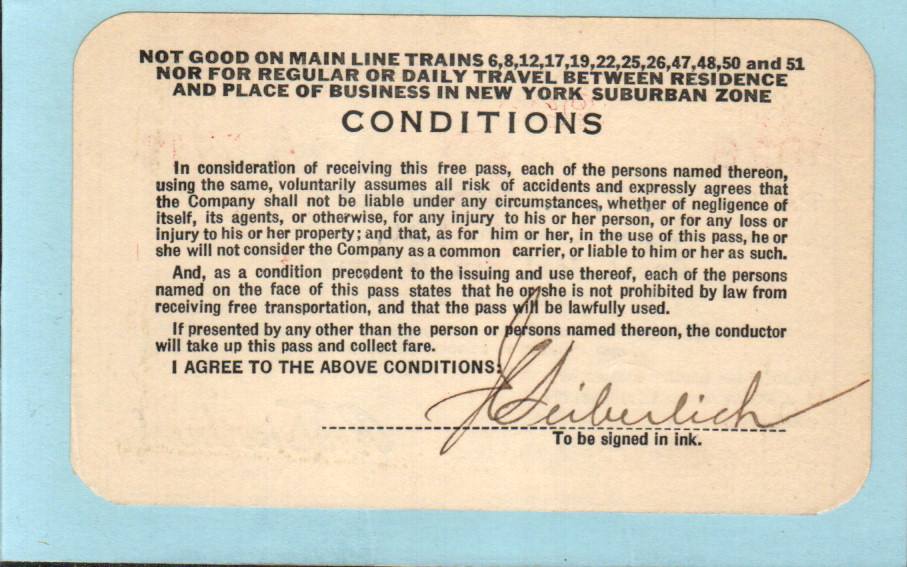 NOT GOOD ON MAIN LINE TRAINS 6,8,12,17,19,22,25,26,47,48,50 and 51
NOR FOR REGULAR OR DAILY TRAVEL BETWEEN RESIDENCE
AND PLACE OF BUSINESS IN NEW YORK SUBURBAN ZONE
CONDITIONS
In consideration of receiving this free pass, each of the persons named thereon,
using the same, voluntarily assumes all risk of accidents and expressly agrees that
the Company shall not be liable under any circumstances, whether of negligence of
itself, its agents, or otherwise, for any injury to his or her person, or for any loss or
injury to his or her property; and that, as for him or her, in the use of this pass, he or
she will not consider the Company as a common carrier, or liable to him or her as such.
And, as a condition precedent to the issuing and use thereof, each of the persons
named on the face of this pass states that he or she is not prohibited by law from
receiving free transportation, and that the pass will be lawfully used.
If presented by any other than the person or persons named thereon, the conductor
will take up this pass and collect fare.
I AGREE TO THE ABOVE CONDITIONS:
J E Seiberlich
To be signed in ink.